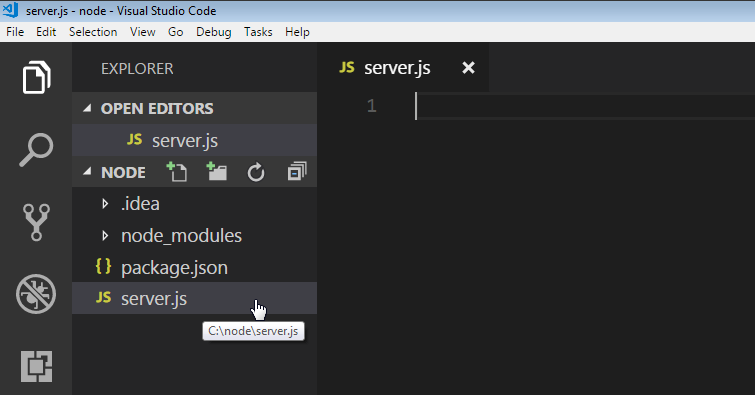 server.js - node - Visual Studio Code
File Edit Selection View Go Debug Tasks Help
EXPLORER
OPEN EDITORS
JS server.js
NODE
.idea
node_modules
{ } package.json
JS server.js
C:\node\server.js
JS server.js
1